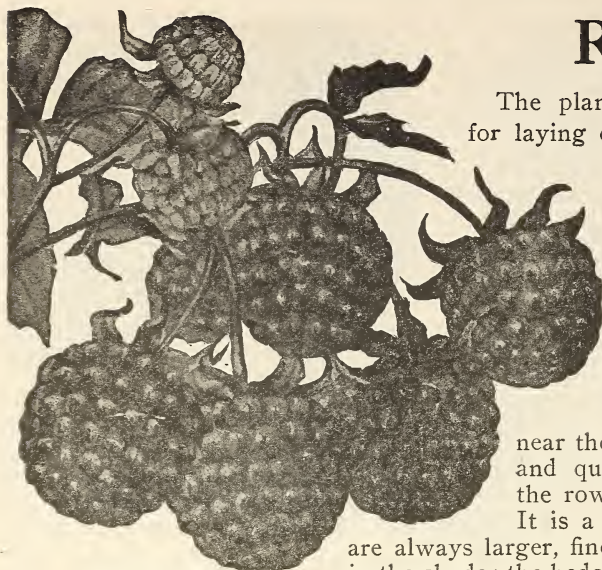 R
The plan
for laying
near the
and qu
the row
It is a
are always larger, fine